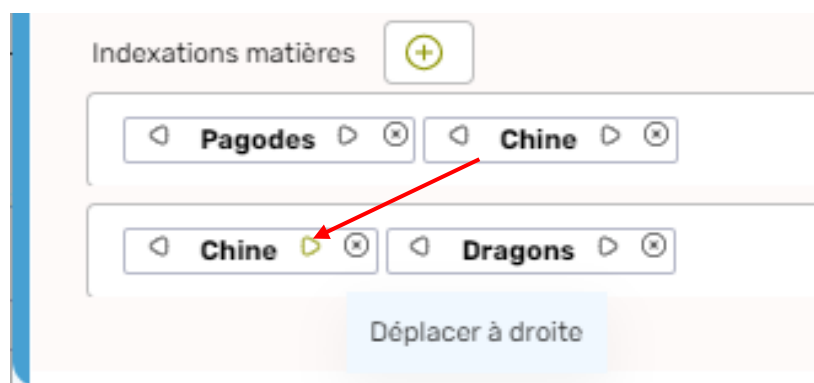 Indexations matières
Pagodes Chine
Chine Dragons
Déplacer à droite